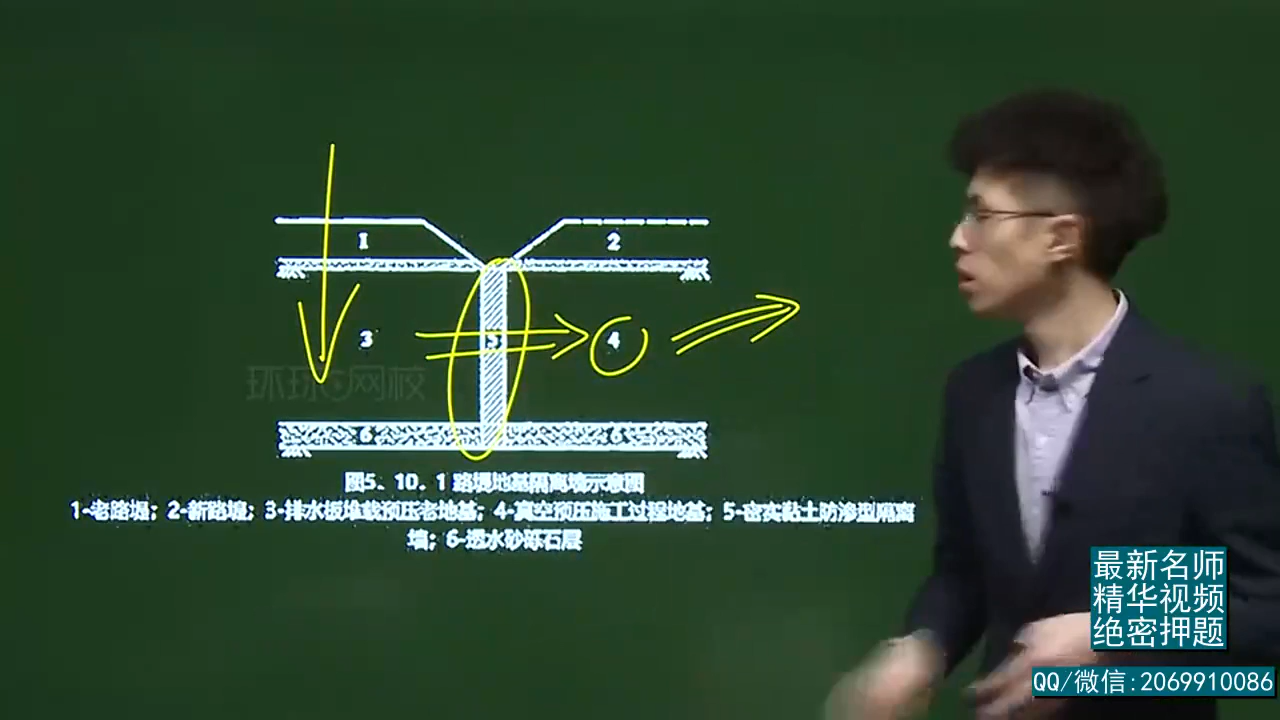 1
2
3
5
4
环球网校
6
6
图5.10.1 路堤地基隔离墙示意图
1-老路堤；2-新路堤；3-排水板堆载预压老地基；4-真空预压施工过程地基；5-密实黏土防渗型隔离
墙；6-透水砂砾石层
最新名师
精华视频
绝密押题
QQ/微信:2069910086